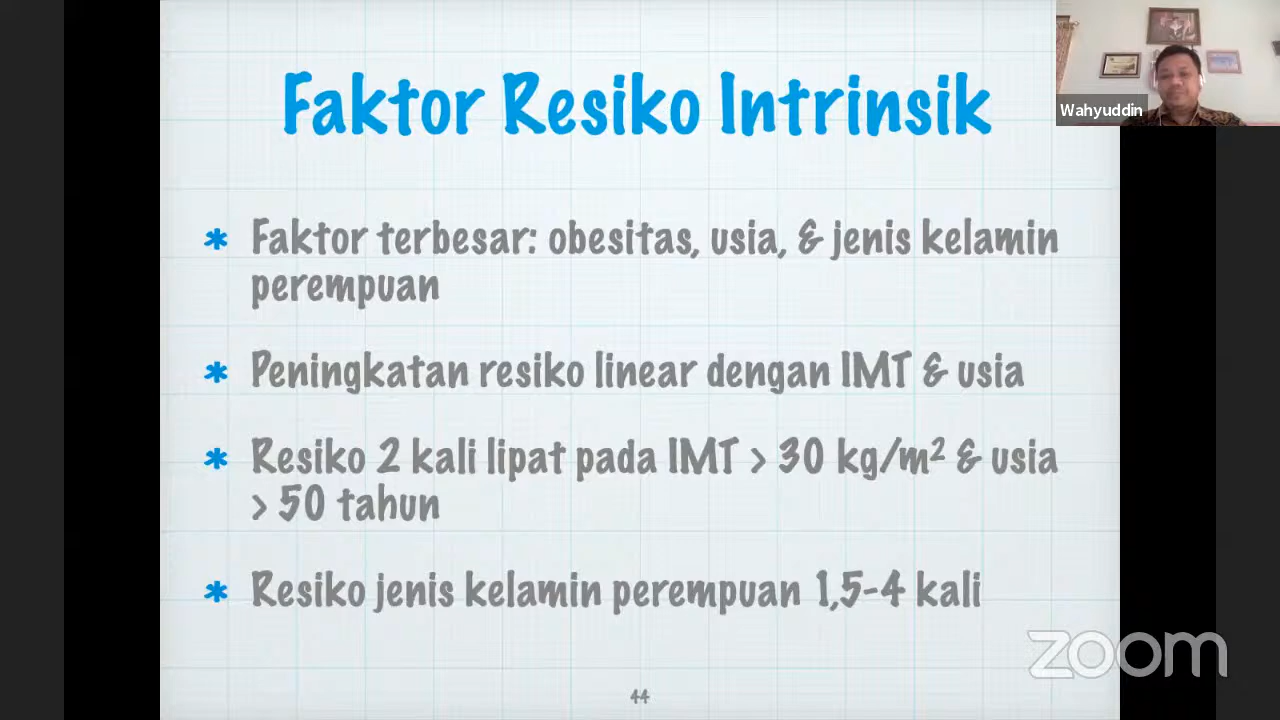 Faktor Resiko Intrinsik
Wahyuddin
* Faktor terbesar: obesitas, usia, & jenis kelamin
perempuan
* Peningkatan resiko linear dengan IMT & usia
* Resiko 2 kali lipat pada IMT > 30 kg/m² & usia
> 50 tahun
* Resiko jenis kelamin perempuan 1,5-4 kali
zoom
44